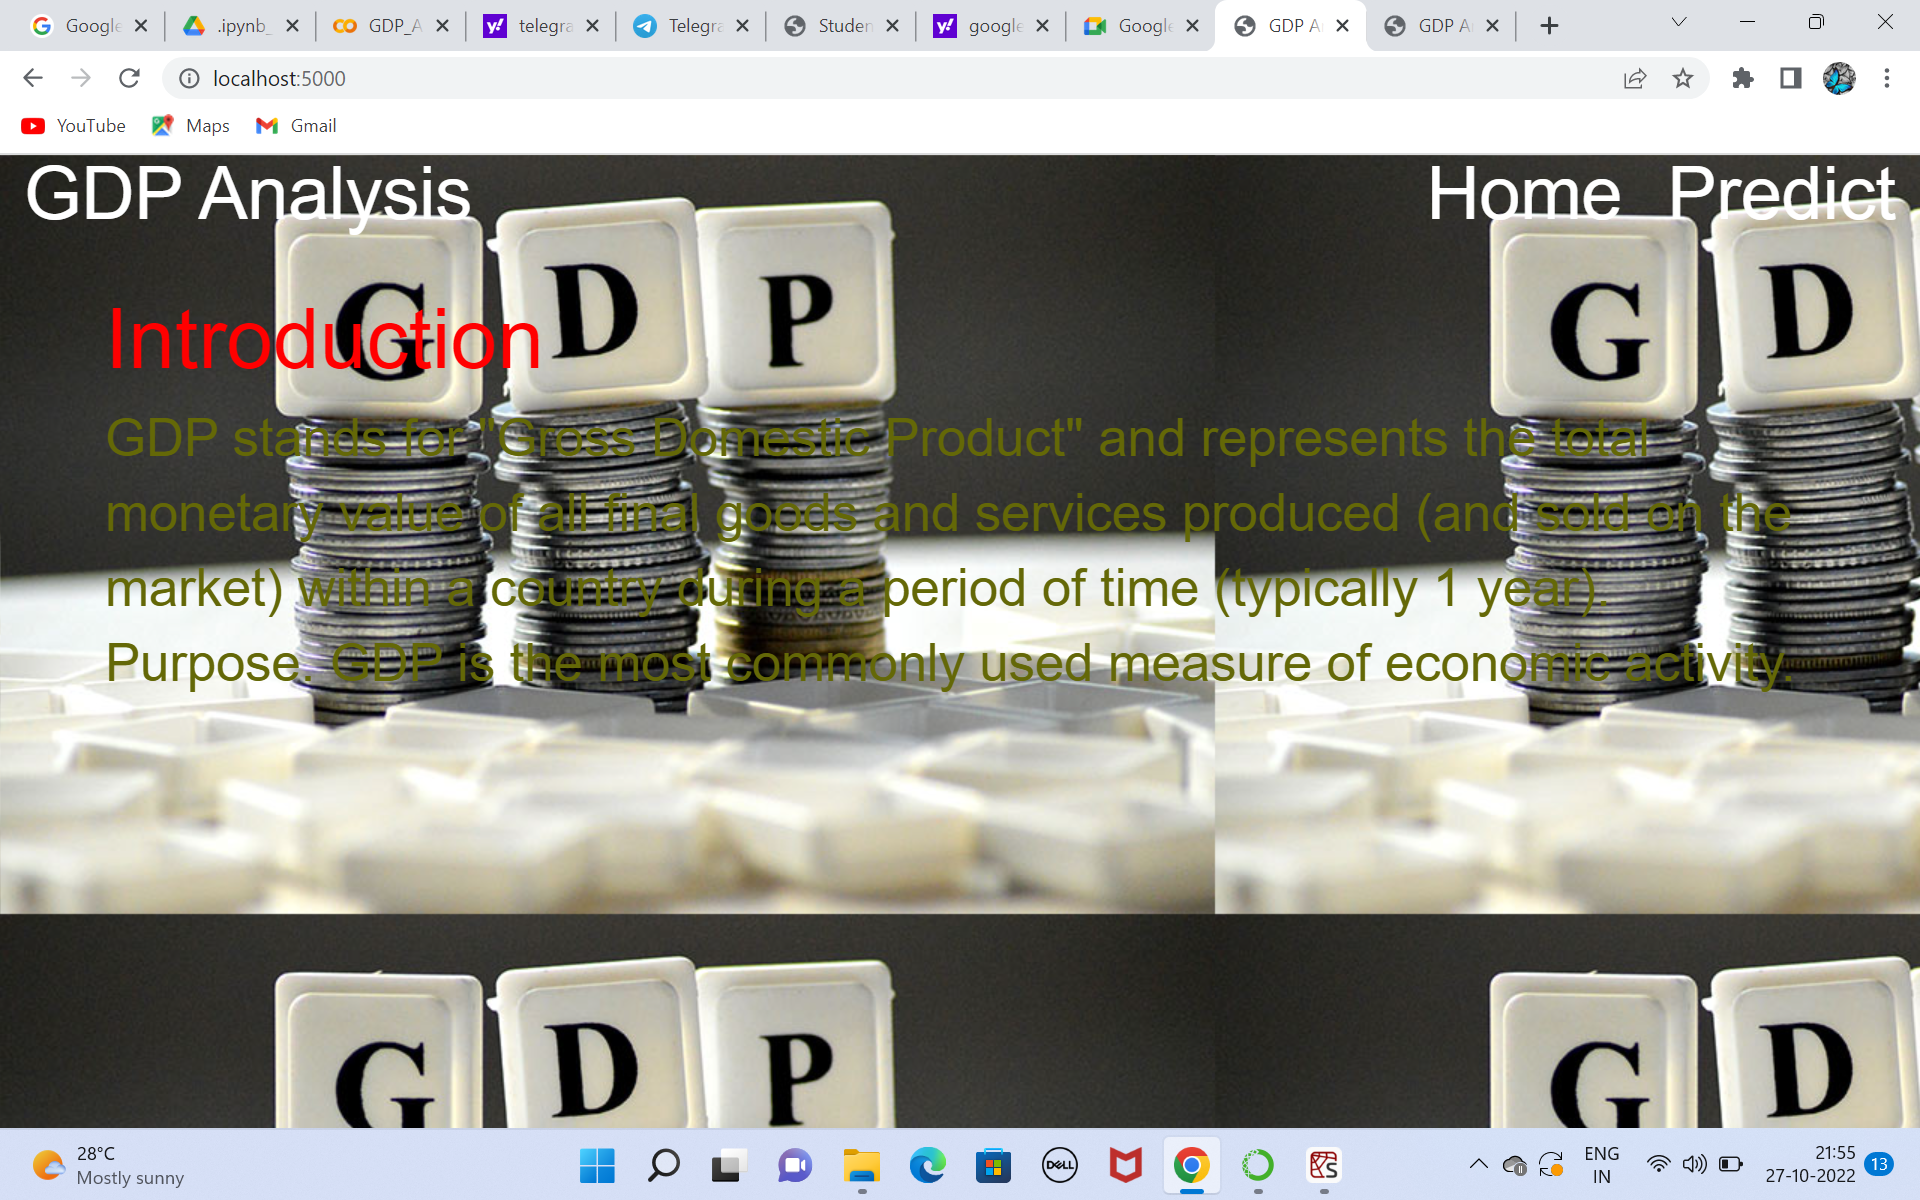 Google
.ipynb_
GDP_A
telegra
Telegra
Studen
google
Google
GDP A
GDP A
localhost:5000
YouTube
Maps
Gmail
GDP Analysis
Home
Predict
G D P
G D
Introduction
GDP stands for "Gross Domestic Product" and represents the total
monetary value of all final goods and services produced (and sold on the
market) within a country during a period of time (typically 1 year).
Purpose. GDP is the most commonly used measure of economic activity.
G D P
G D
28°C
Mostly sunny
DELL
ENG
IN
21:55
27-10-2022
13